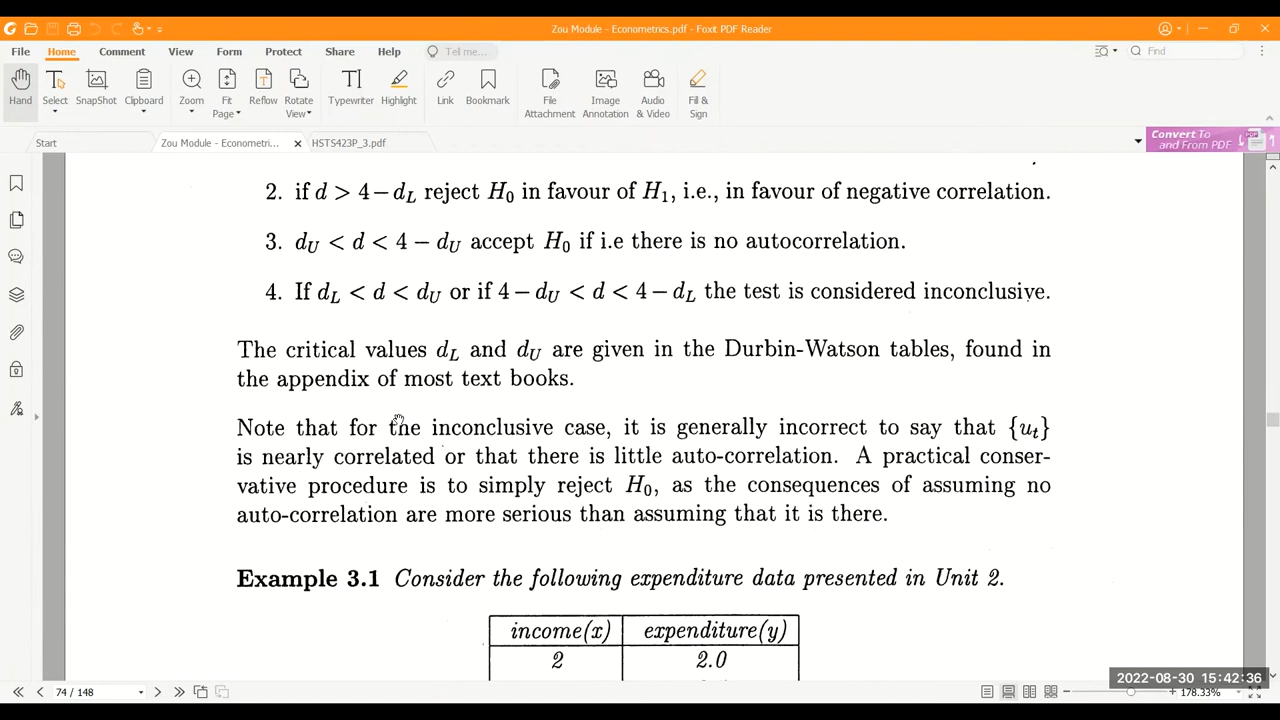 Zou Module - Econometrics.pdf - Foxit PDF Reader
File Home Comment View Form Protect Share Help Tell me... Find
Hand Select SnapShot Clipboard Zoom Fit Page Reflow Rotate View Typewriter Highlight Link Bookmark File Attachment Image Annotation Audio & Video Fill & Sign
Start Zou Module - Econometri... HSTS423P_3.pdf Convert To and From PDF
2. if d > 4 − d_L reject H_0 in favour of H_1, i.e., in favour of negative correlation.
3. d_U < d < 4 − d_U accept H_0 if i.e there is no autocorrelation.
4. If d_L < d < d_U or if 4 − d_U < d < 4 − d_L the test is considered inconclusive.
The critical values d_L and d_U are given in the Durbin-Watson tables, found in
the appendix of most text books.
Note that for the inconclusive case, it is generally incorrect to say that {u_t}
is nearly correlated or that there is little auto-correlation. A practical conser-
vative procedure is to simply reject H_0, as the consequences of assuming no
auto-correlation are more serious than assuming that it is there.
Example 3.1 Consider the following expenditure data presented in Unit 2.
income(x) expenditure(y)
2 2.0
2022-08-30 15:42:36
74 / 148 178.33%